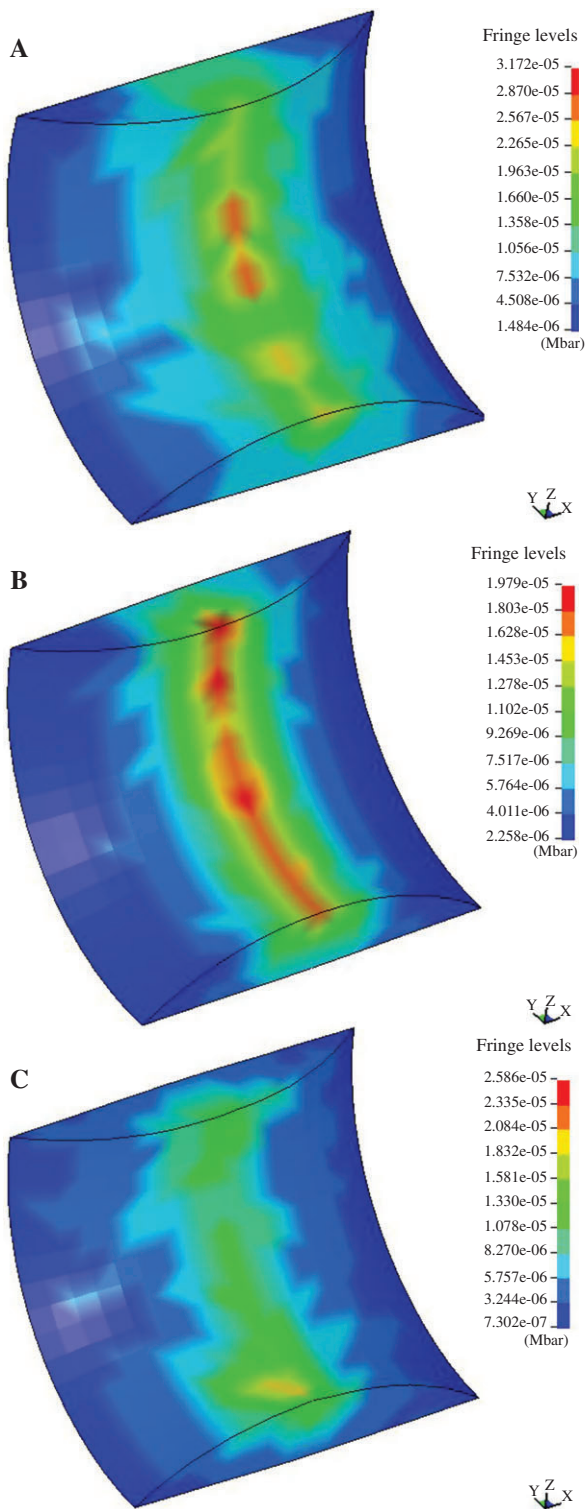 A
Fringe levels
3.172e-05
2.870e-05
2.567e-05
2.265e-05
1.963e-05
1.660e-05
1.358e-05
1.056e-05
7.532e-06
4.508e-06
1.484e-06
(Mbar)
Y Z X
B
Fringe levels
1.979e-05
1.803e-05
1.628e-05
1.453e-05
1.278e-05
1.102e-05
9.269e-06
7.517e-06
5.764e-06
4.011e-06
2.258e-06
(Mbar)
Y Z X
C
Fringe levels
2.586e-05
2.335e-05
2.084e-05
1.832e-05
1.581e-05
1.330e-05
1.078e-05
8.270e-06
5.757e-06
3.244e-06
7.302e-07
(Mbar)
Y Z X